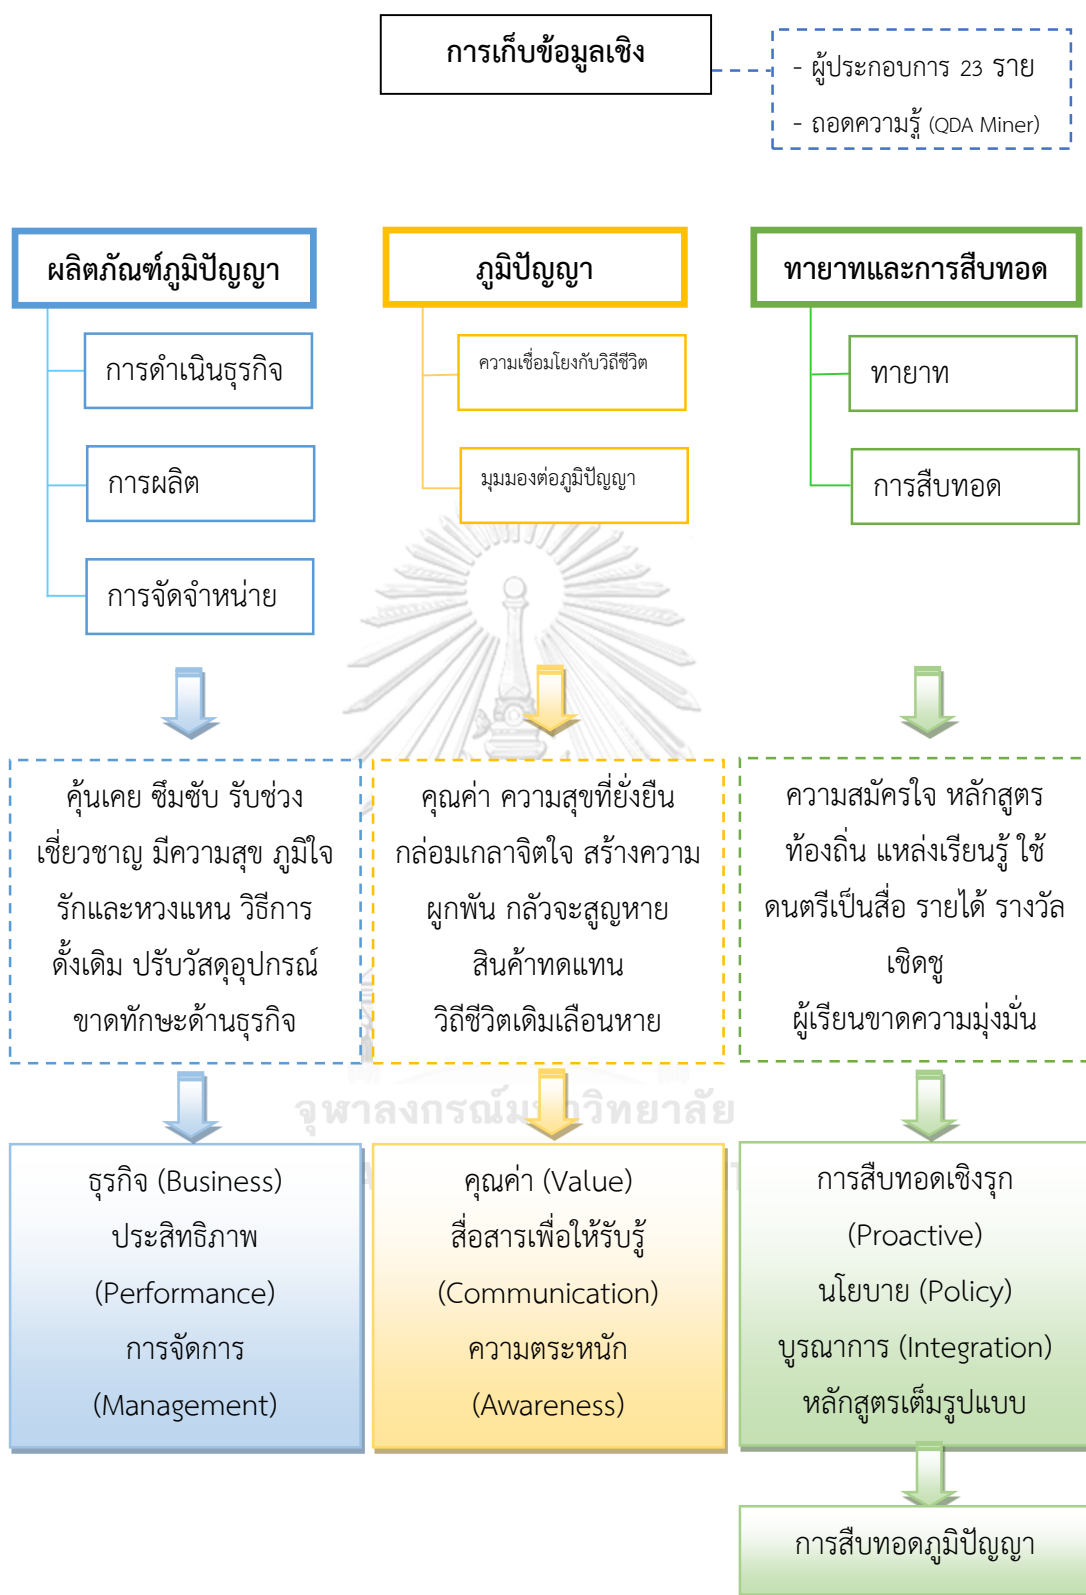 การเก็บข้อมูลเชิง
- ผู้ประกอบการ 23 ราย
- ถอดความรู้ (QDA Miner)
ผลิตภัณฑ์ภูมิปัญญา
การดำเนินธุรกิจ
การผลิต
การจัดจำหน่าย
ภูมิปัญญา
ความเชื่อมโยงกับวิถีชีวิต
มุมมองต่อภูมิปัญญา
ทายาทและการสืบทอด
ทายาท
การสืบทอด
คุ้นเคย ซึมซับ รับช่วง
เชี่ยวชาญ มีความสุข ภูมิใจ
รักและหวงแหน วิธีการ
ดั้งเดิม ปรับวัสดุอุปกรณ์
ขาดทักษะด้านธุรกิจ
คุณค่า ความสุขที่ยั่งยืน
กล่อมเกลาจิตใจ สร้างความ
ผูกพัน กลัวจะสูญหาย
สินค้าทดแทน
วิถีชีวิตเดิมเลือนหาย
ความสมัครใจ หลักสูตร
ท้องถิ่น แหล่งเรียนรู้ ใช้
ดนตรีเป็นสื่อ รายได้ รางวัล
เชิดชู
ผู้เรียนขาดความมุ่งมั่น
จุฬาลงกรณ์มหาวิทยาลัย
ธุรกิจ (Business)
ประสิทธิภาพ
(Performance)
การจัดการ
(Management)
คุณค่า (Value)
สื่อสารเพื่อให้รับรู้
(Communication)
ความตระหนัก
(Awareness)
การสืบทอดเชิงรุก
(Proactive)
นโยบาย (Policy)
บูรณาการ (Integration)
หลักสูตรเต็มรูปแบบ
การสืบทอดภูมิปัญญา